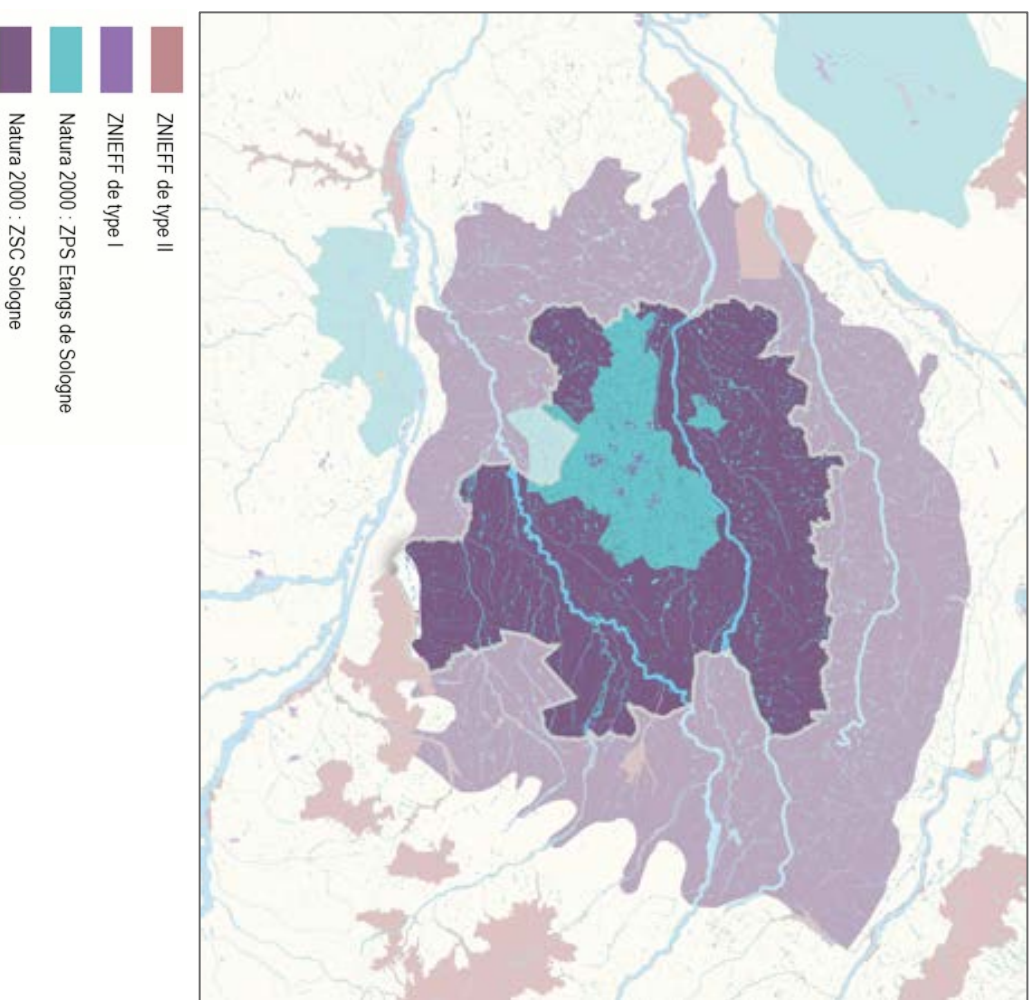 ZNIEFF de type II
ZNIEFF de type I
Natura 2000 : ZPS Etangs de Sologne
Natura 2000 : ZSC Sologne